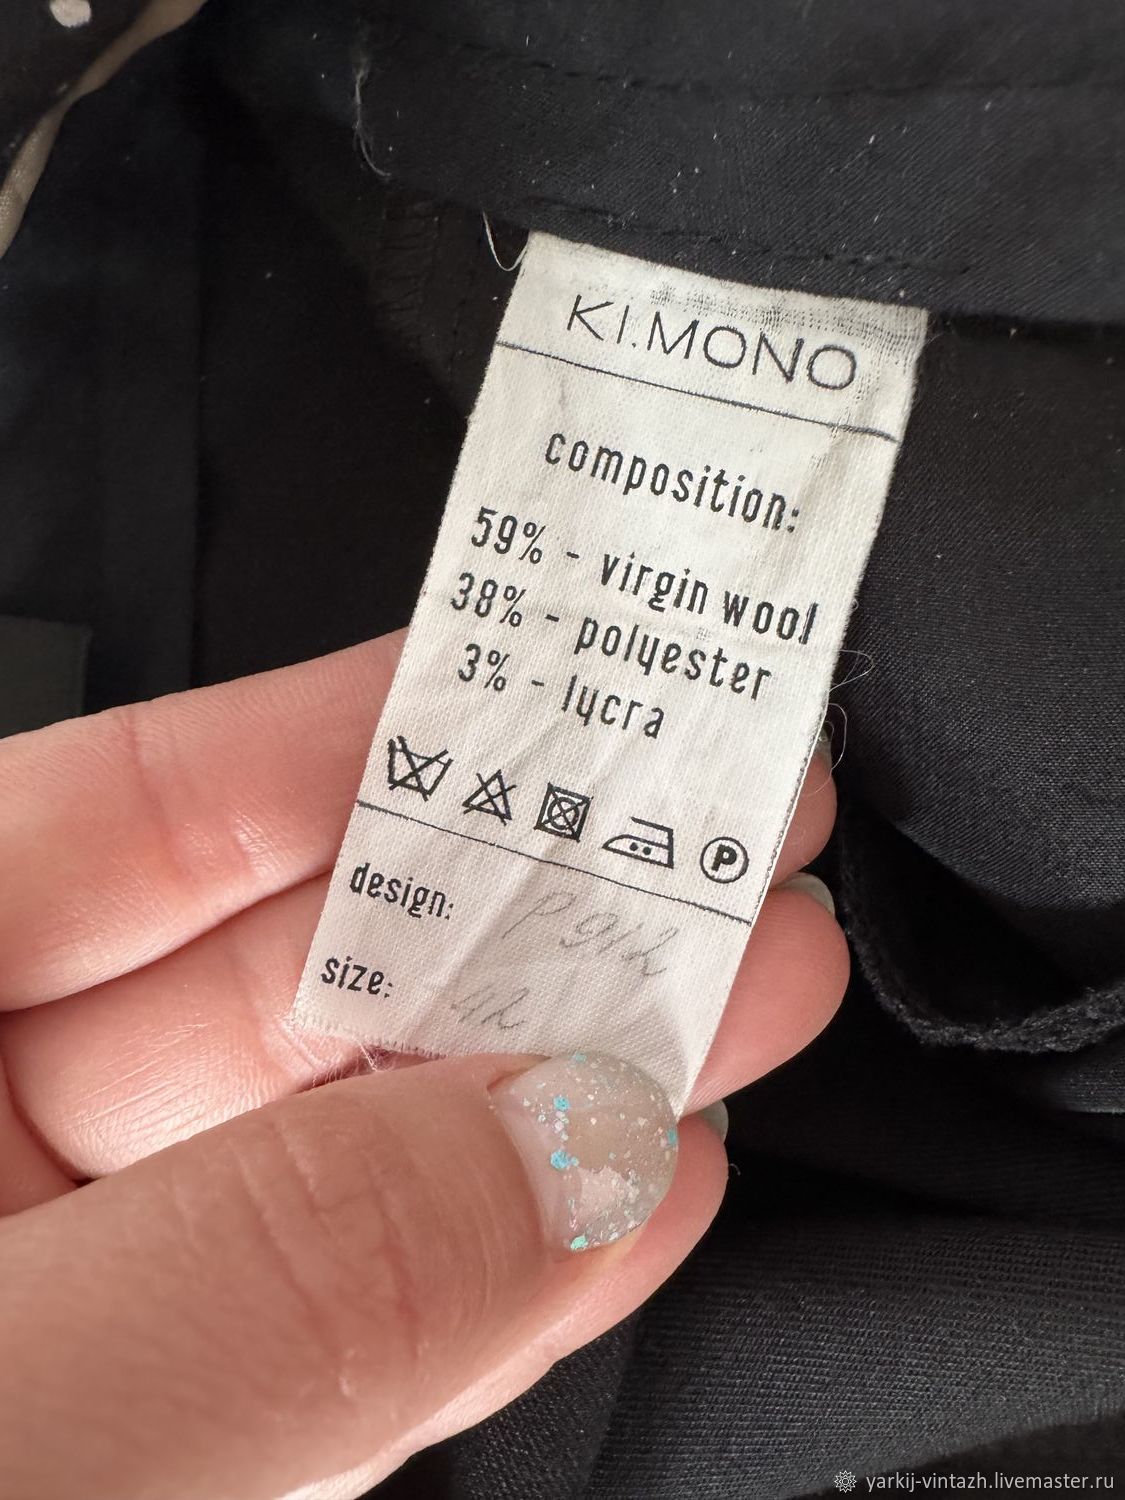 KI.MONO
composition:
59% - virgin wool
38% - polyester
3% - lycra
P
design:
size:
yarkij-vintazh.livemaster.ru